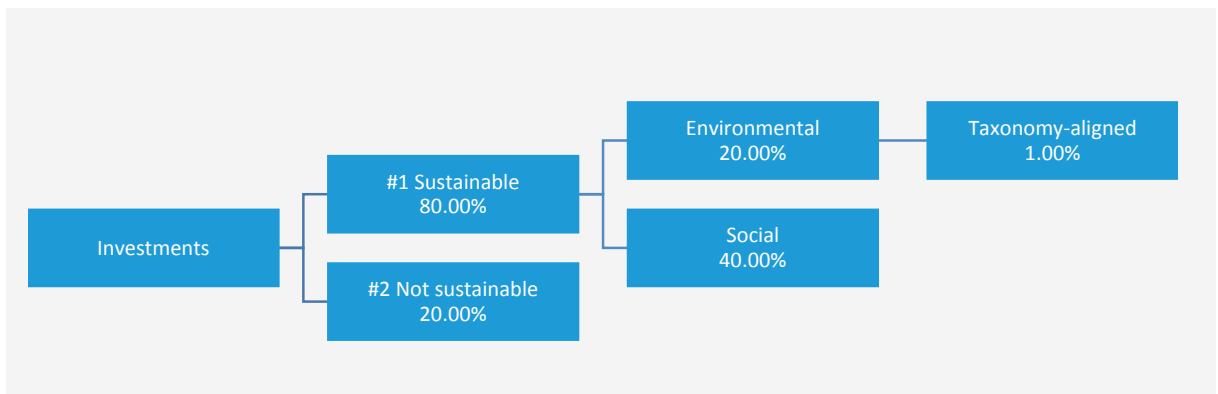 Investments
#1 Sustainable
80.00%
#2 Not sustainable
20.00%
Environmental
20.00%
Social
40.00%
Taxonomy-aligned
1.00%